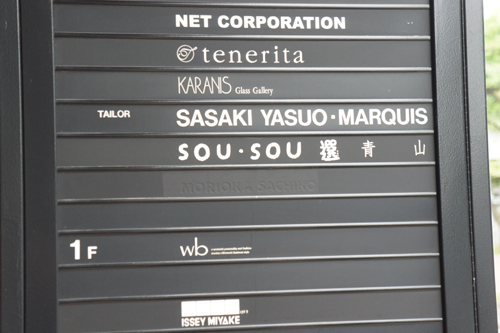 NET CORPORATION
tenerita
KARANIS Glass Gallery
TAILOR SASAKI YASUO·MARQUIS
SOU·SOU 選 青 山
MORIOKA SACHIKO
1F wb
ISSEY MIYAKE